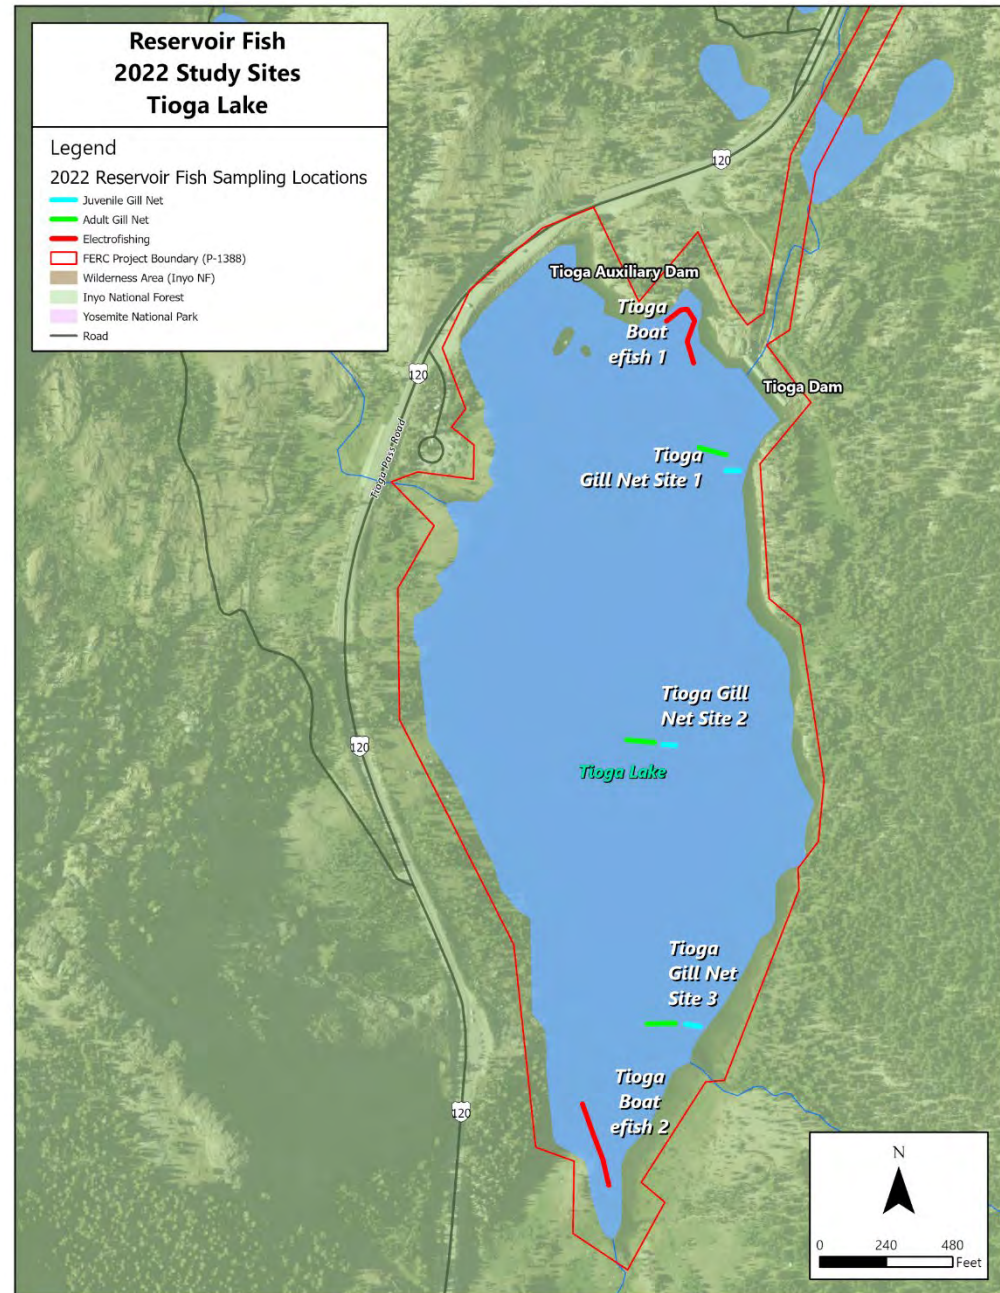 Reservoir Fish
2022 Study Sites
Tioga Lake
Legend
2022 Reservoir Fish Sampling Locations
Juvenile Gill Net
Adult Gill Net
Electrofishing
FERC Project Boundary (P-1388)
Wilderness Area (Inyo NF)
Inyo National Forest
Yosemite National Park
Road
120
Tioga Auxiliary Dam
Tioga
Boat
efish 1
120
Tioga Dam
Tioga Pass Road
Tioga
Gill Net Site 1
Tioga Gill
Net Site 2
120
Tioga Lake
Tioga
Gill Net
Site 3
Tioga
Boat
efish 2
120
N
0 240 480
Feet